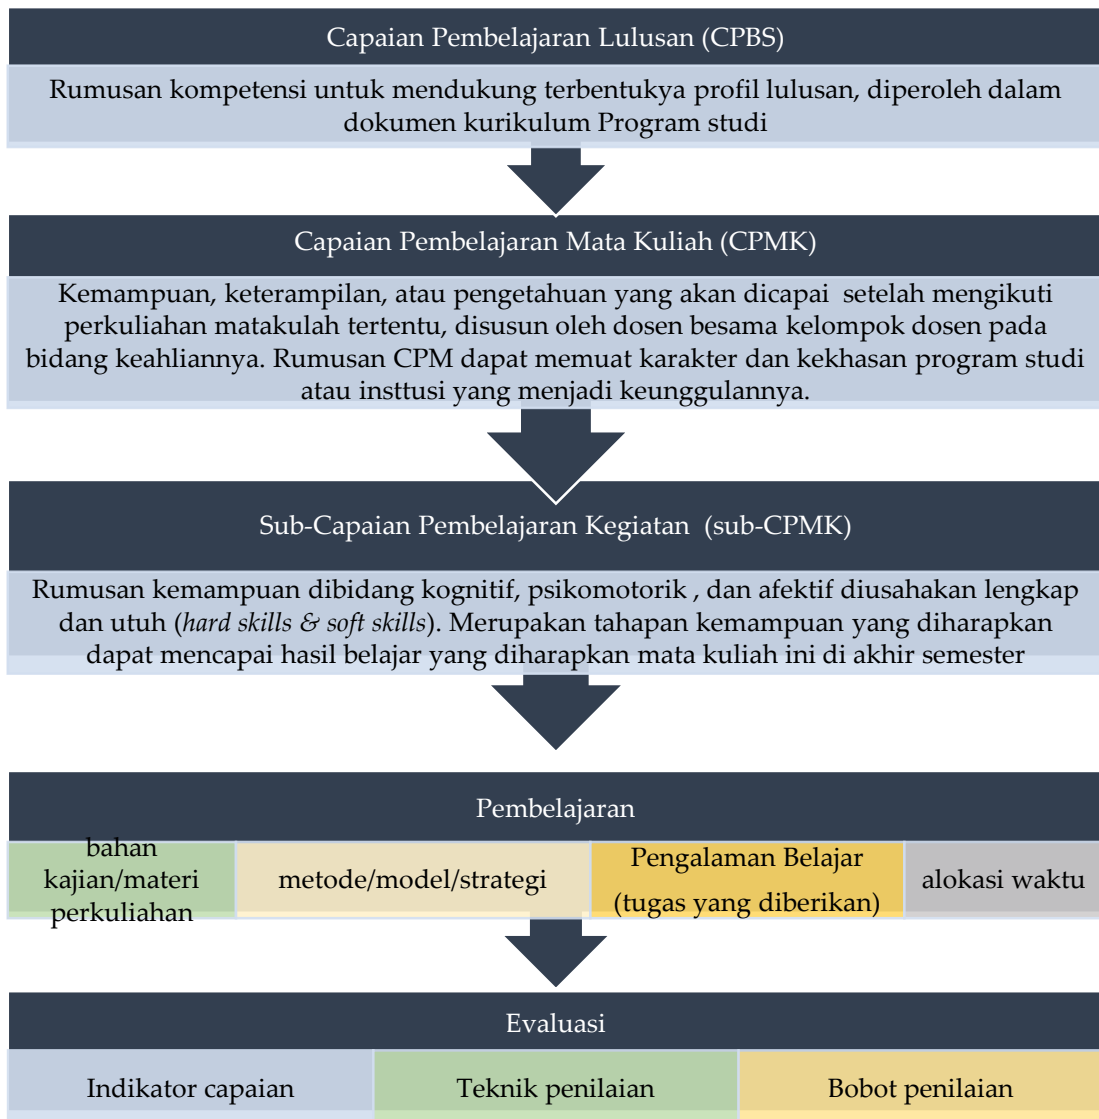 Capaian Pembelajaran Lulusan (CPBS)
Rumusan kompetensi untuk mendukung terbentukya profil lulusan, diperoleh dalam
dokumen kurikulum Program studi
Capaian Pembelajaran Mata Kuliah (CPMK)
Kemampuan, keterampilan, atau pengetahuan yang akan dicapai setelah mengikuti
perkuliahan matakulah tertentu, disusun oleh dosen besama kelompok dosen pada
bidang keahliannya. Rumusan CPM dapat memuat karakter dan kekhasan program studi
atau insttusi yang menjadi keunggulannya.
Sub-Capaian Pembelajaran Kegiatan (sub-CPMK)
Rumusan kemampuan dibidang kognitif, psikomotorik , dan afektif diusahakan lengkap
dan utuh (hard skills & soft skills). Merupakan tahapan kemampuan yang diharapkan
dapat mencapai hasil belajar yang diharapkan mata kuliah ini di akhir semester
Pembelajaran
bahan
kajian/materi
perkuliahan
metode/model/strategi
Pengalaman Belajar
(tugas yang diberikan)
alokasi waktu
Evaluasi
Indikator capaian
Teknik penilaian
Bobot penilaian